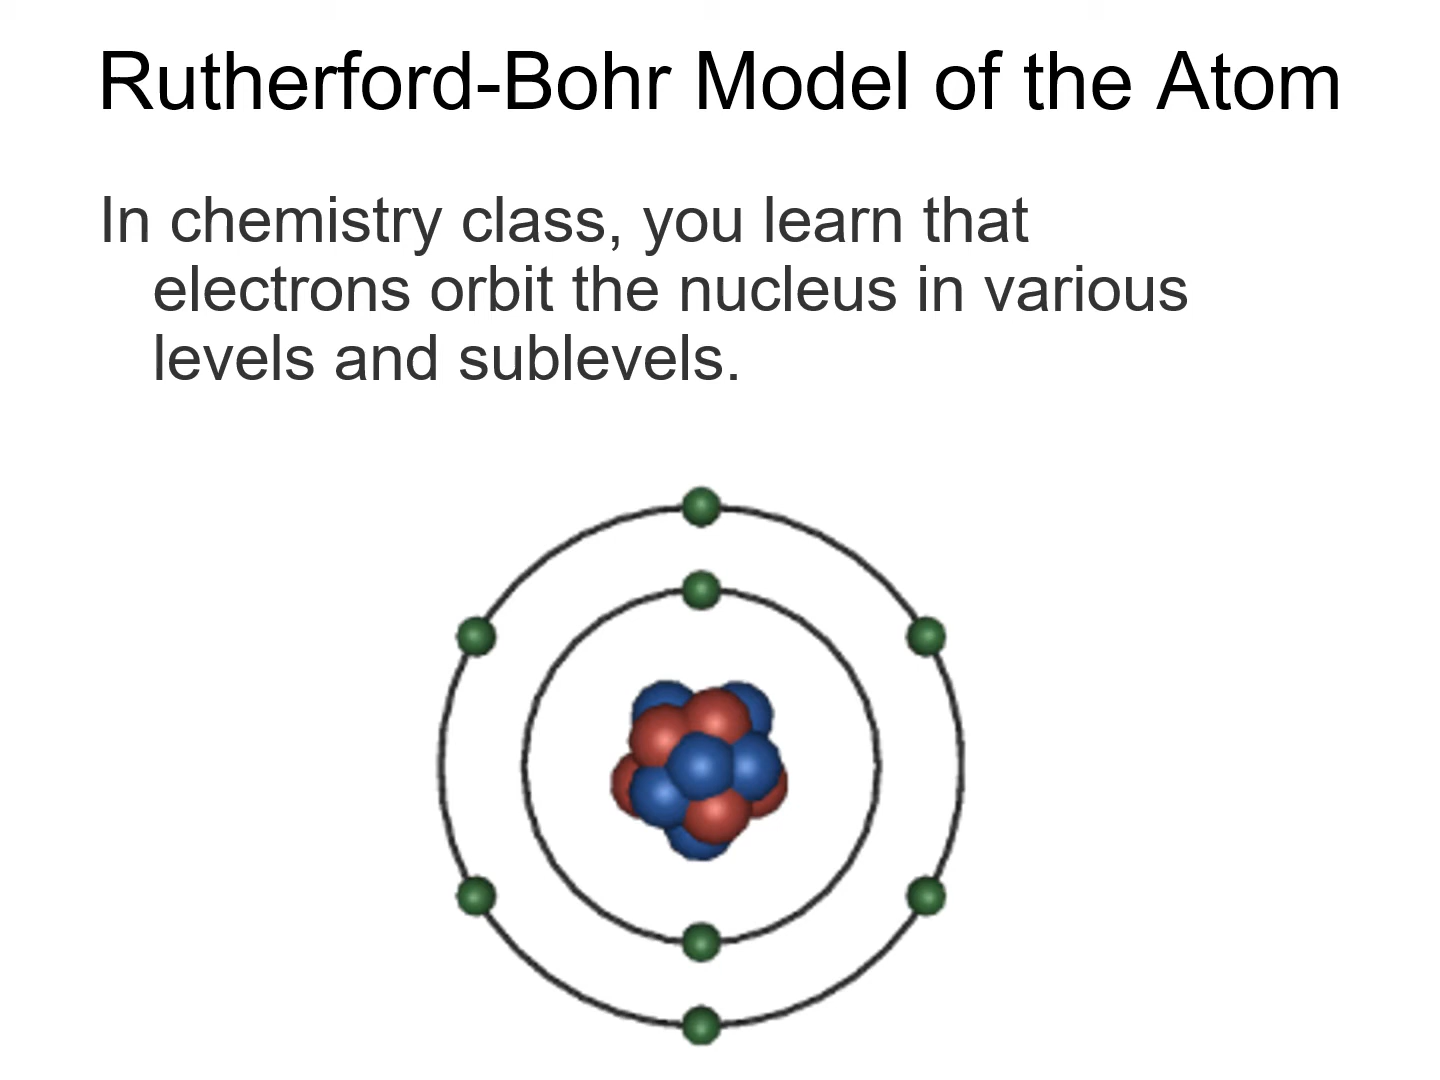 Rutherford-Bohr Model of the Atom
In chemistry class, you learn that
electrons orbit the nucleus in various
levels and sublevels.